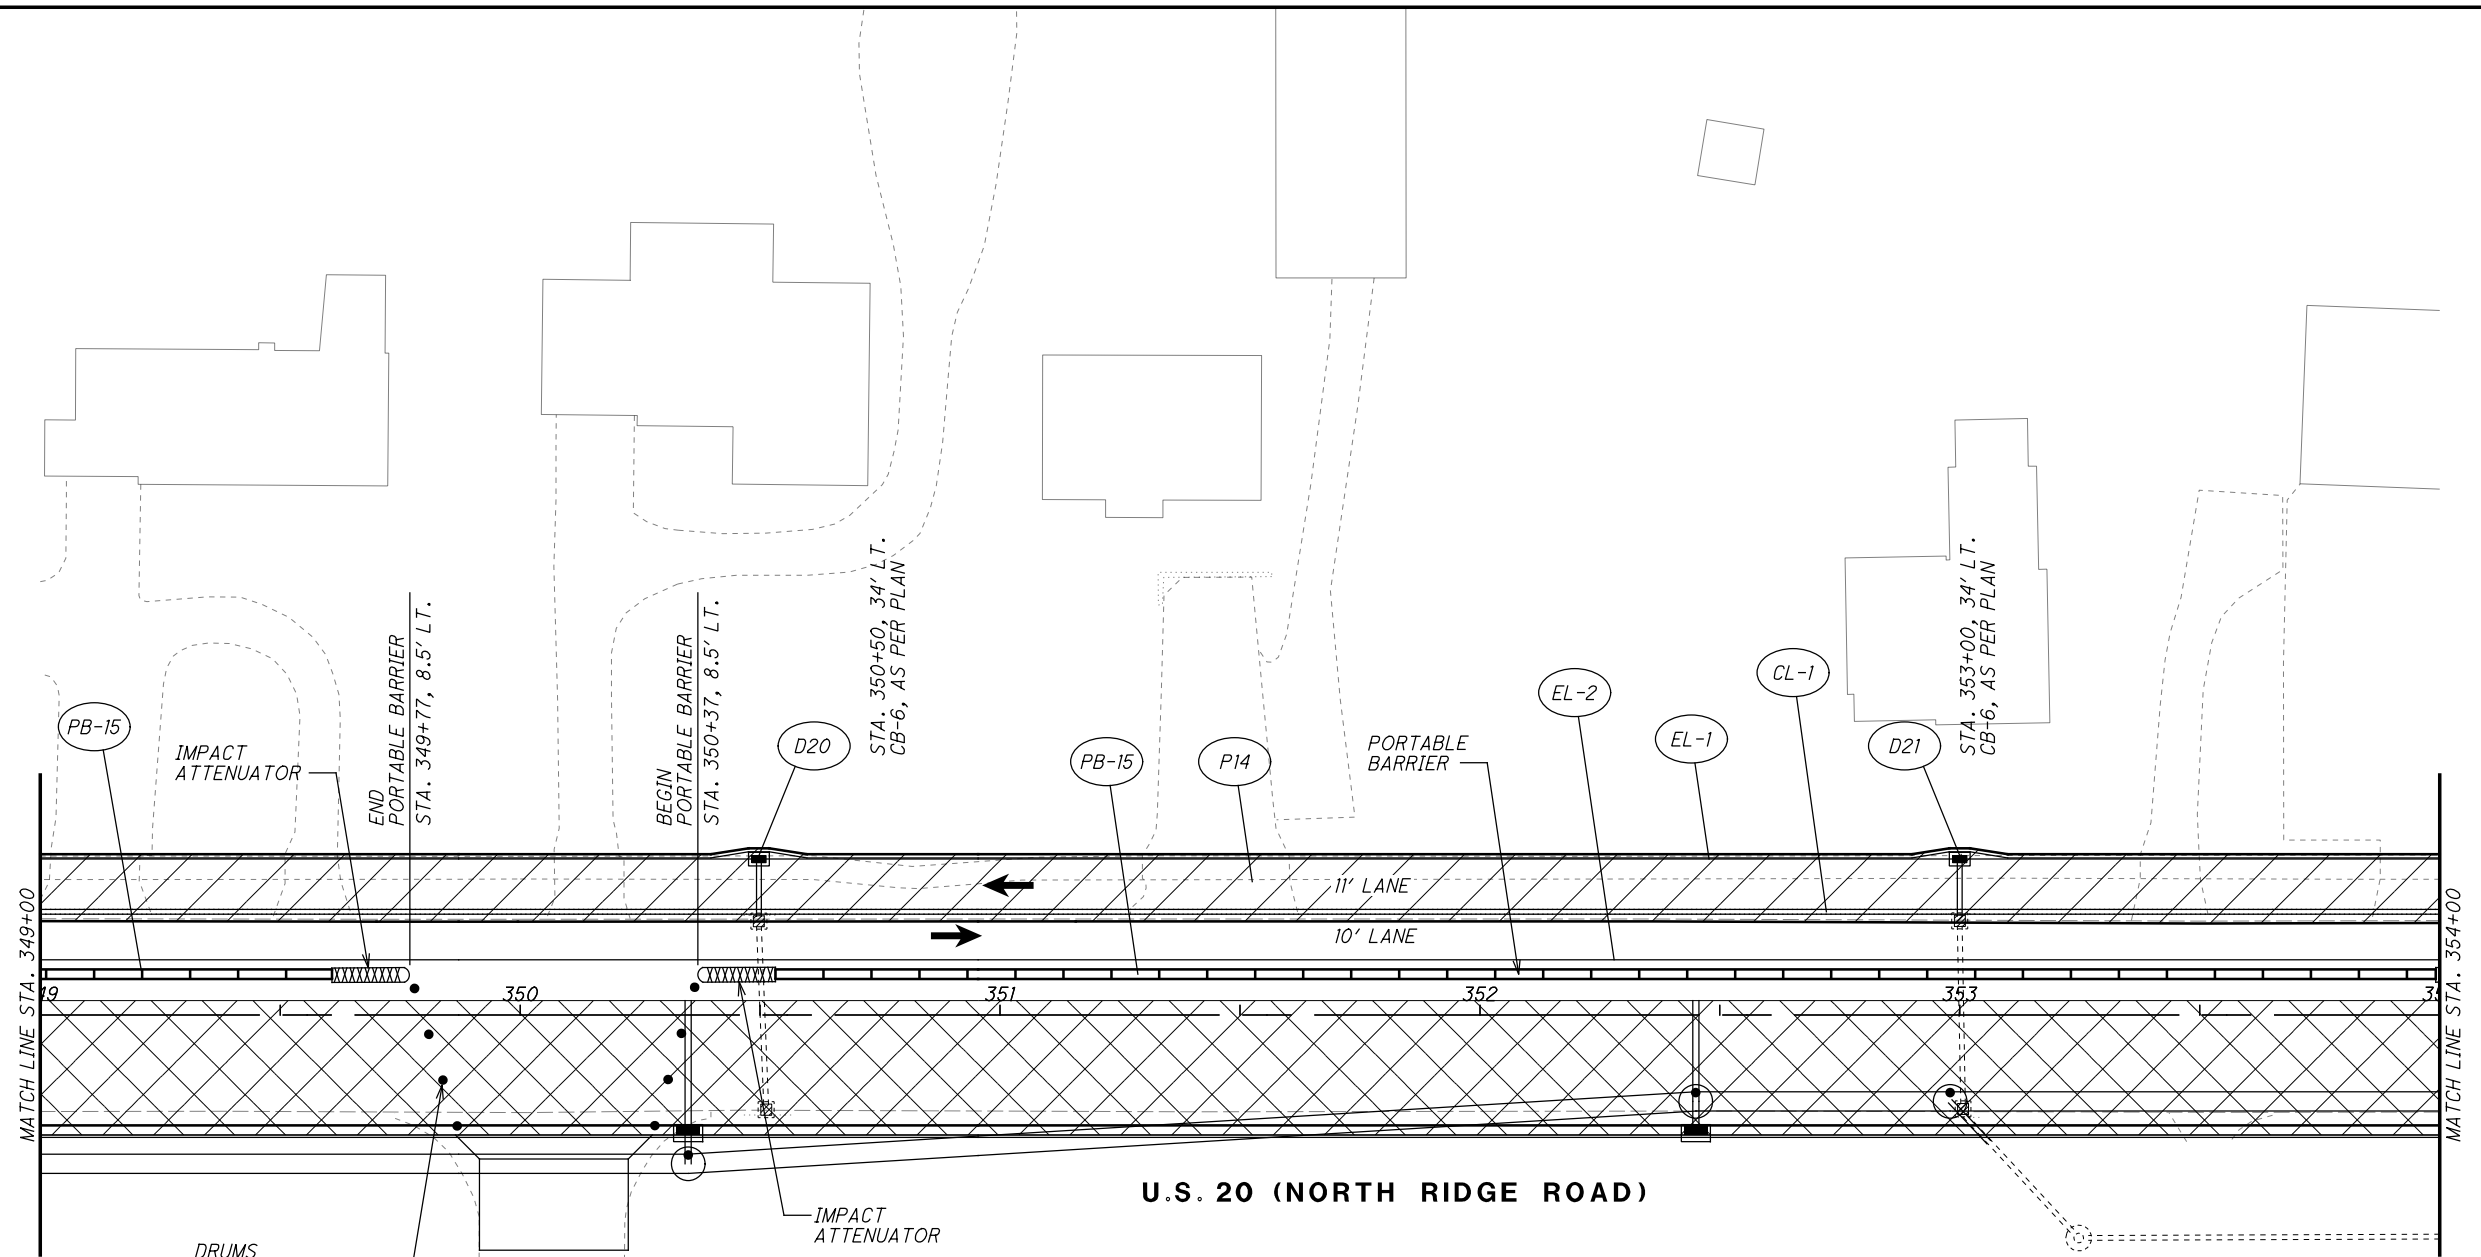 STA. 350+50, 34' LT.
CB-6, AS PER PLAN
STA. 353+00, 34' LT.
CB-6, AS PER PLAN
END
PORTABLE BARRIER
STA. 349+77, 8.5' LT.
BEGIN
PORTABLE BARRIER
STA. 350+37, 8.5' LT.
PB-15
IMPACT
ATTENUATOR
D20
PB-15
P14
PORTABLE
BARRIER
EL-2
EL-1
CL-1
D21
11' LANE
10' LANE
MATCH LINE STA. 349+00
MATCH LINE STA. 354+00
49
350
351
352
353
U.S. 20 (NORTH RIDGE ROAD)
IMPACT
ATTENUATOR
DRUMS